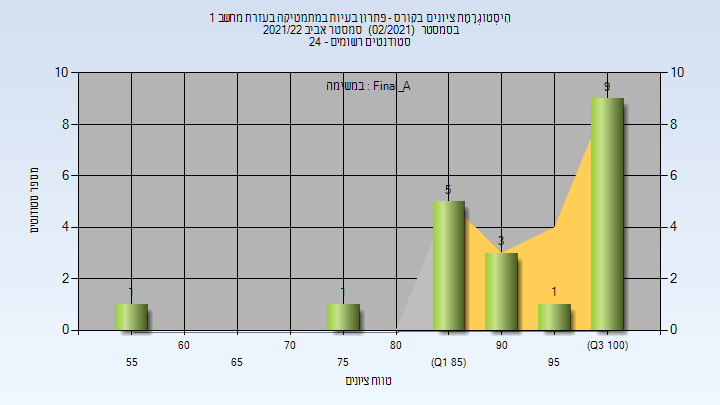 הִיסְטוֹגְרָמַת ציונים בקורס - פתרון בעיות במתמטיקה בעזרת מחשב 1
בסמסטר (02/2021) סמסטר אביב 2021/22
סטודנטים רשומים - 24
במשימה : Final_A
10 10
8 8
6 6
4 4
2 2
0 0
מספר סטודנטים
1 1 5 3 1 9
60 70 80 90 (Q3 100)
55 65 75 (Q1 85) 95
טווח ציונים